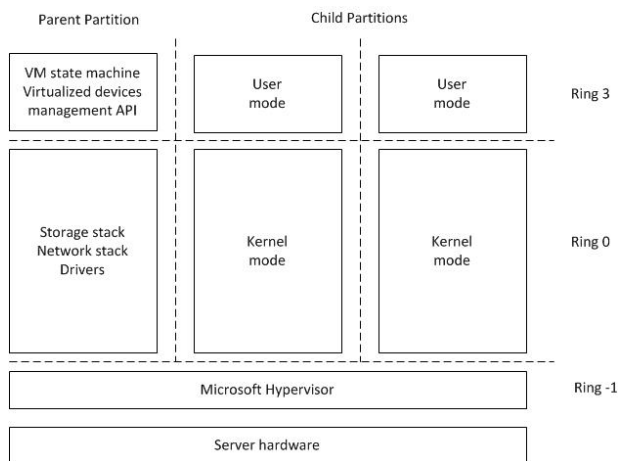 Parent Partition
Child Partitions
VM state machine
Virtualized devices
management API
User
mode
User
mode
Ring 3
Storage stack
Network stack
Drivers
Kernel
mode
Kernel
mode
Ring 0
Microsoft Hypervisor
Ring -1
Server hardware